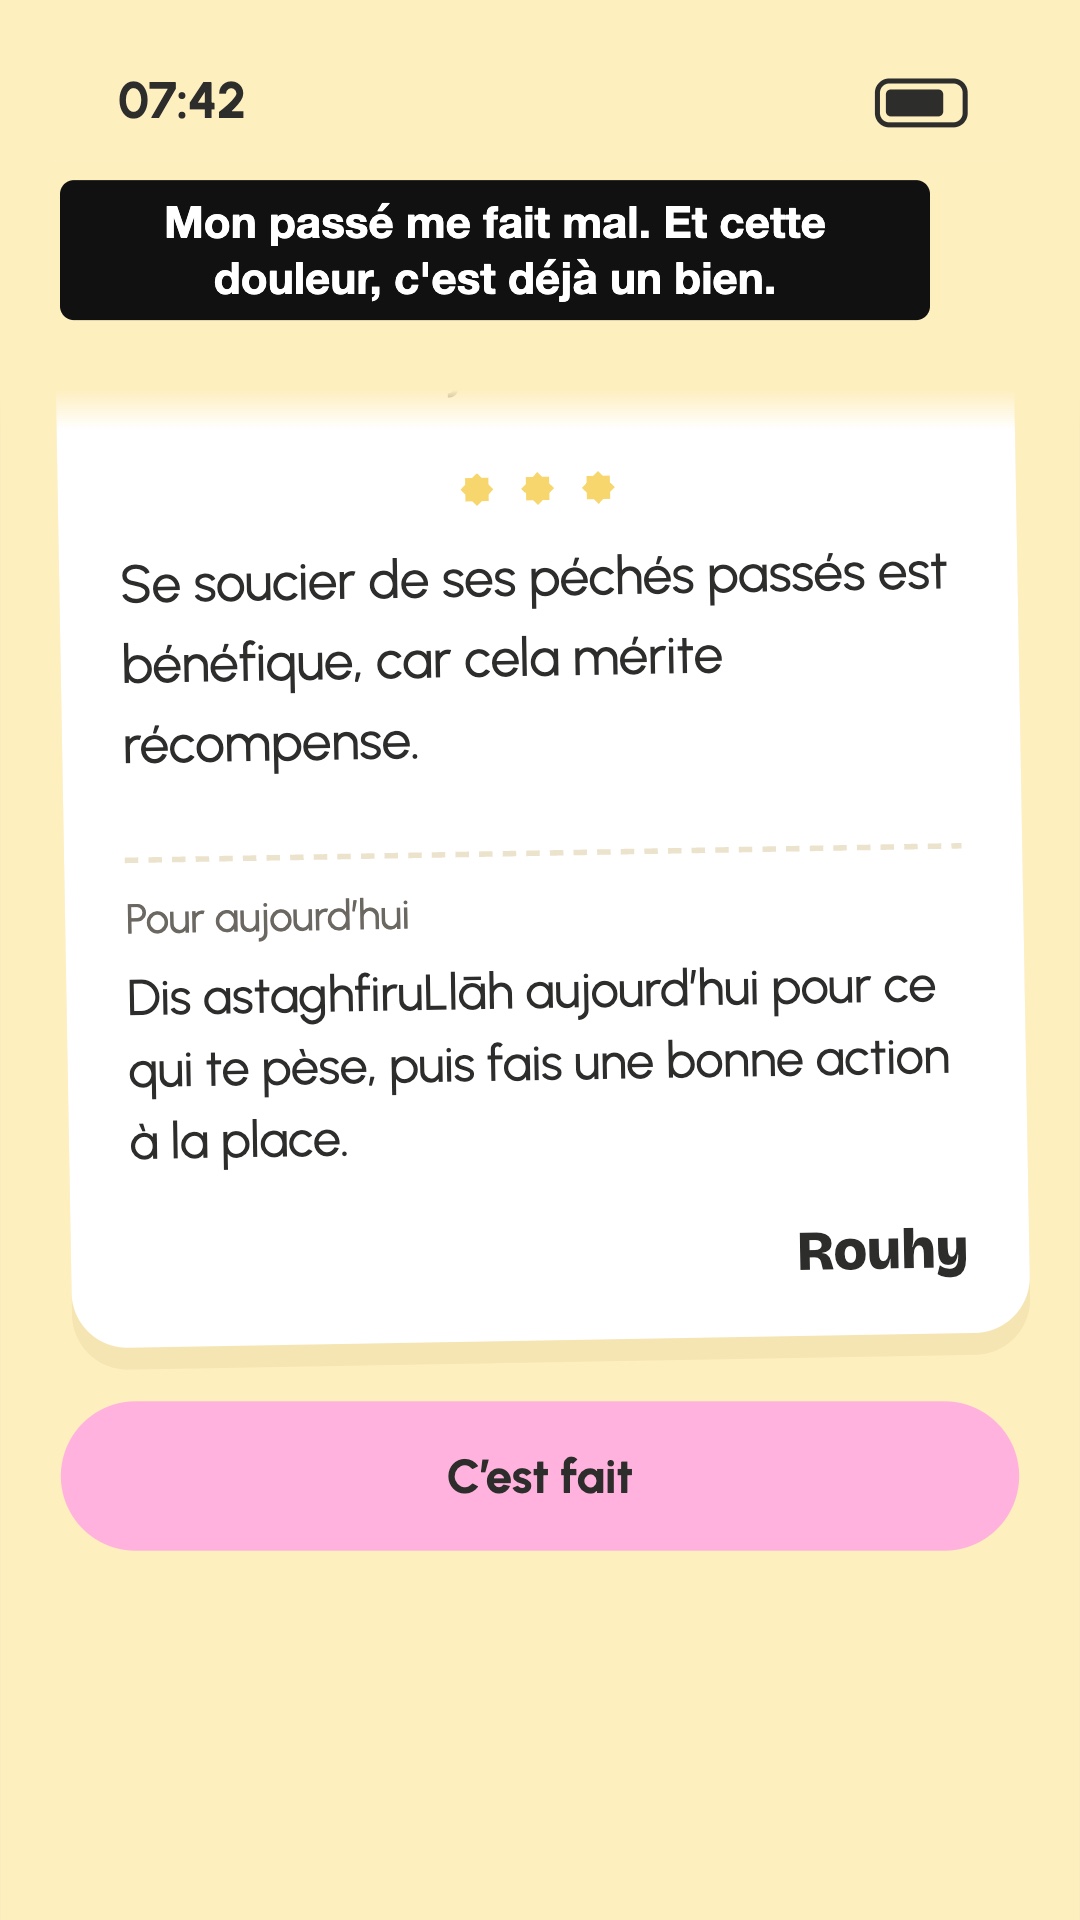 07:42
Mon passé me fait mal. Et cette
douleur, c'est déjà un bien.
Se soucier de ses péchés passés est
bénéfique, car cela mérite
récompense.
Pour aujourd’hui
Dis astaghfiruLlāh aujourd’hui pour ce
qui te pèse, puis fais une bonne action
à la place.
Rouhy
C’est fait